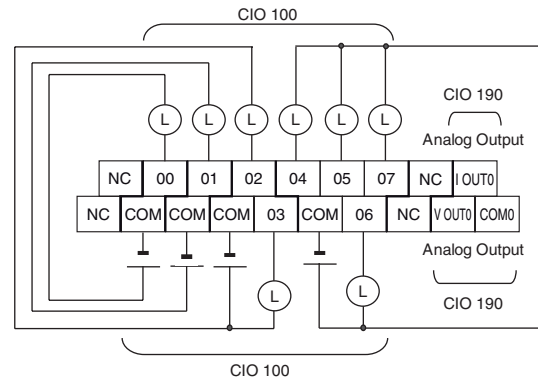 CIO 100
CIO 190
Analog Output
L L L L L L
NC 00 01 02 04 05 07 NC I OUT0
NC COM COM COM 03 COM 06 NC V OUT0 COM0
L L
Analog Output
CIO 190
CIO 100